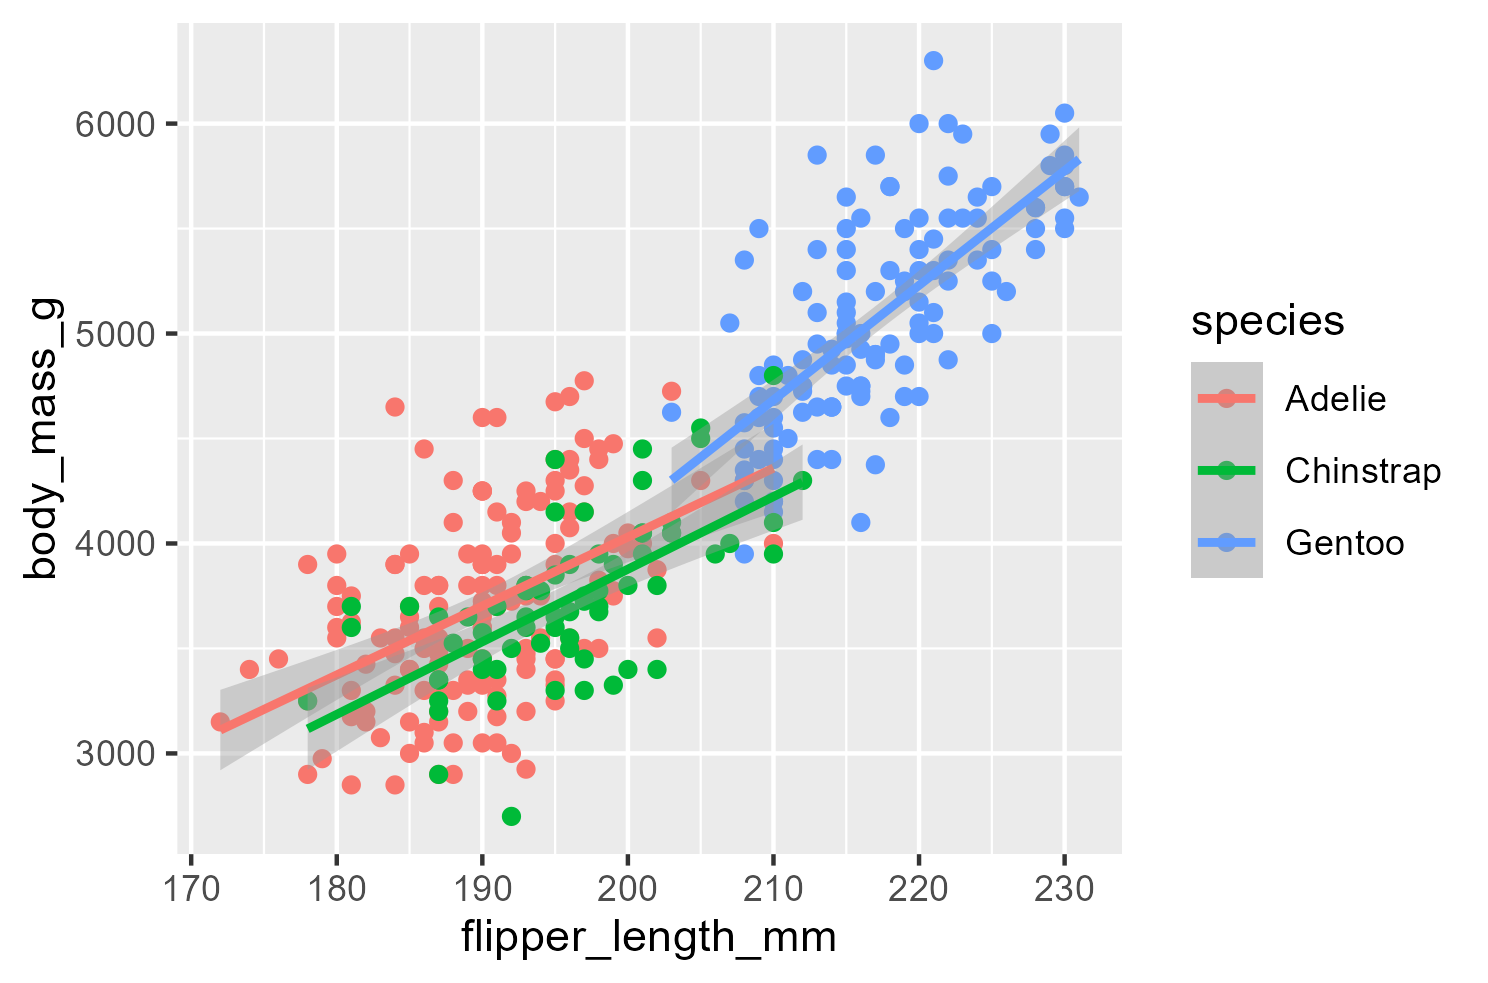 6000
5000
4000
3000
body_mass_g
170 180 190 200 210 220 230
flipper_length_mm
species
Adelie
Chinstrap
Gentoo